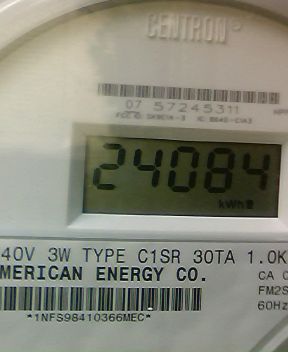 CENTRON®
07 57245311
24084
kWh
40V 3W TYPE C1SR 30TA 1.0K
MERICAN ENERGY CO.
CA
FM2S
60Hz
*1NFS98410366MEC*